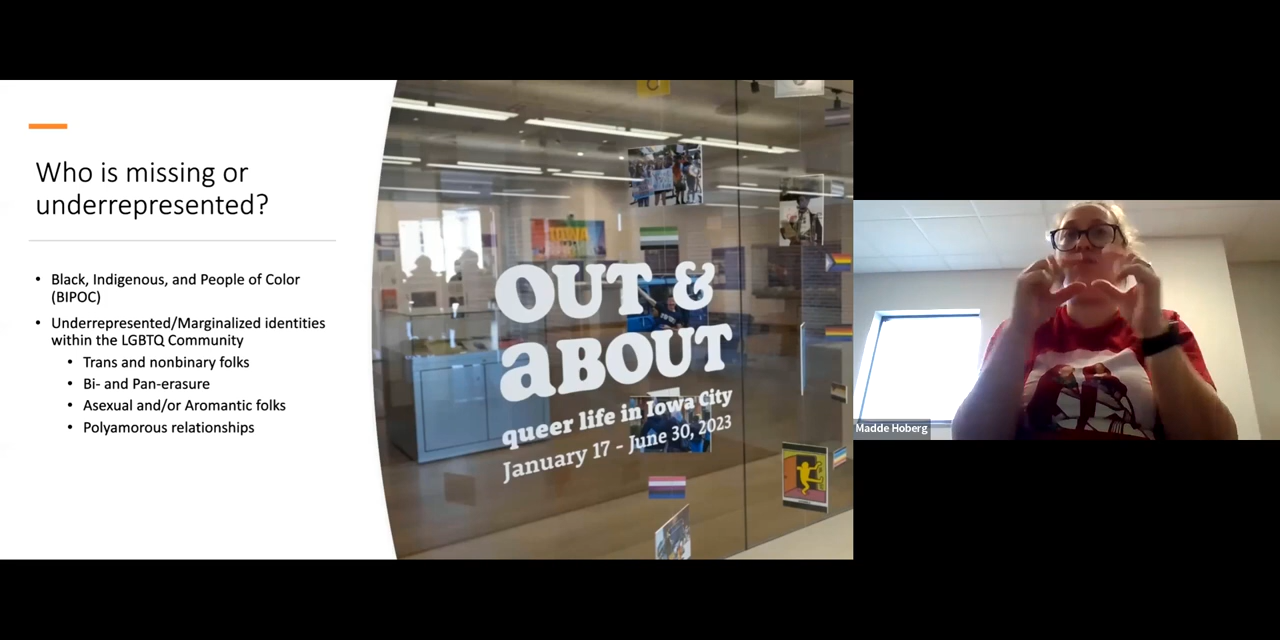 Who is missing or
underrepresented?
• Black, Indigenous, and People of Color
(BIPOC)
• Underrepresented/Marginalized identities
within the LGBTQ Community
• Trans and nonbinary folks
• Bi- and Pan-erasure
• Asexual and/or Aromantic folks
• Polyamorous relationships
IOWA
OUT &
aBOUT
queer life in Iowa City
January 17 - June 30, 2023
Madde Hoberg